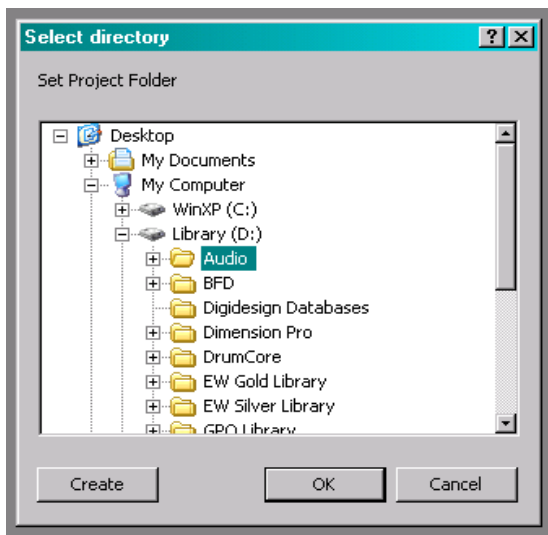 Select directory
Set Project Folder
Desktop
My Documents
My Computer
WinXP (C:)
Library (D:)
Audio
BFD
Digidesign Databases
Dimension Pro
DrumCore
EW Gold Library
EW Silver Library
GPO Library
Create OK Cancel